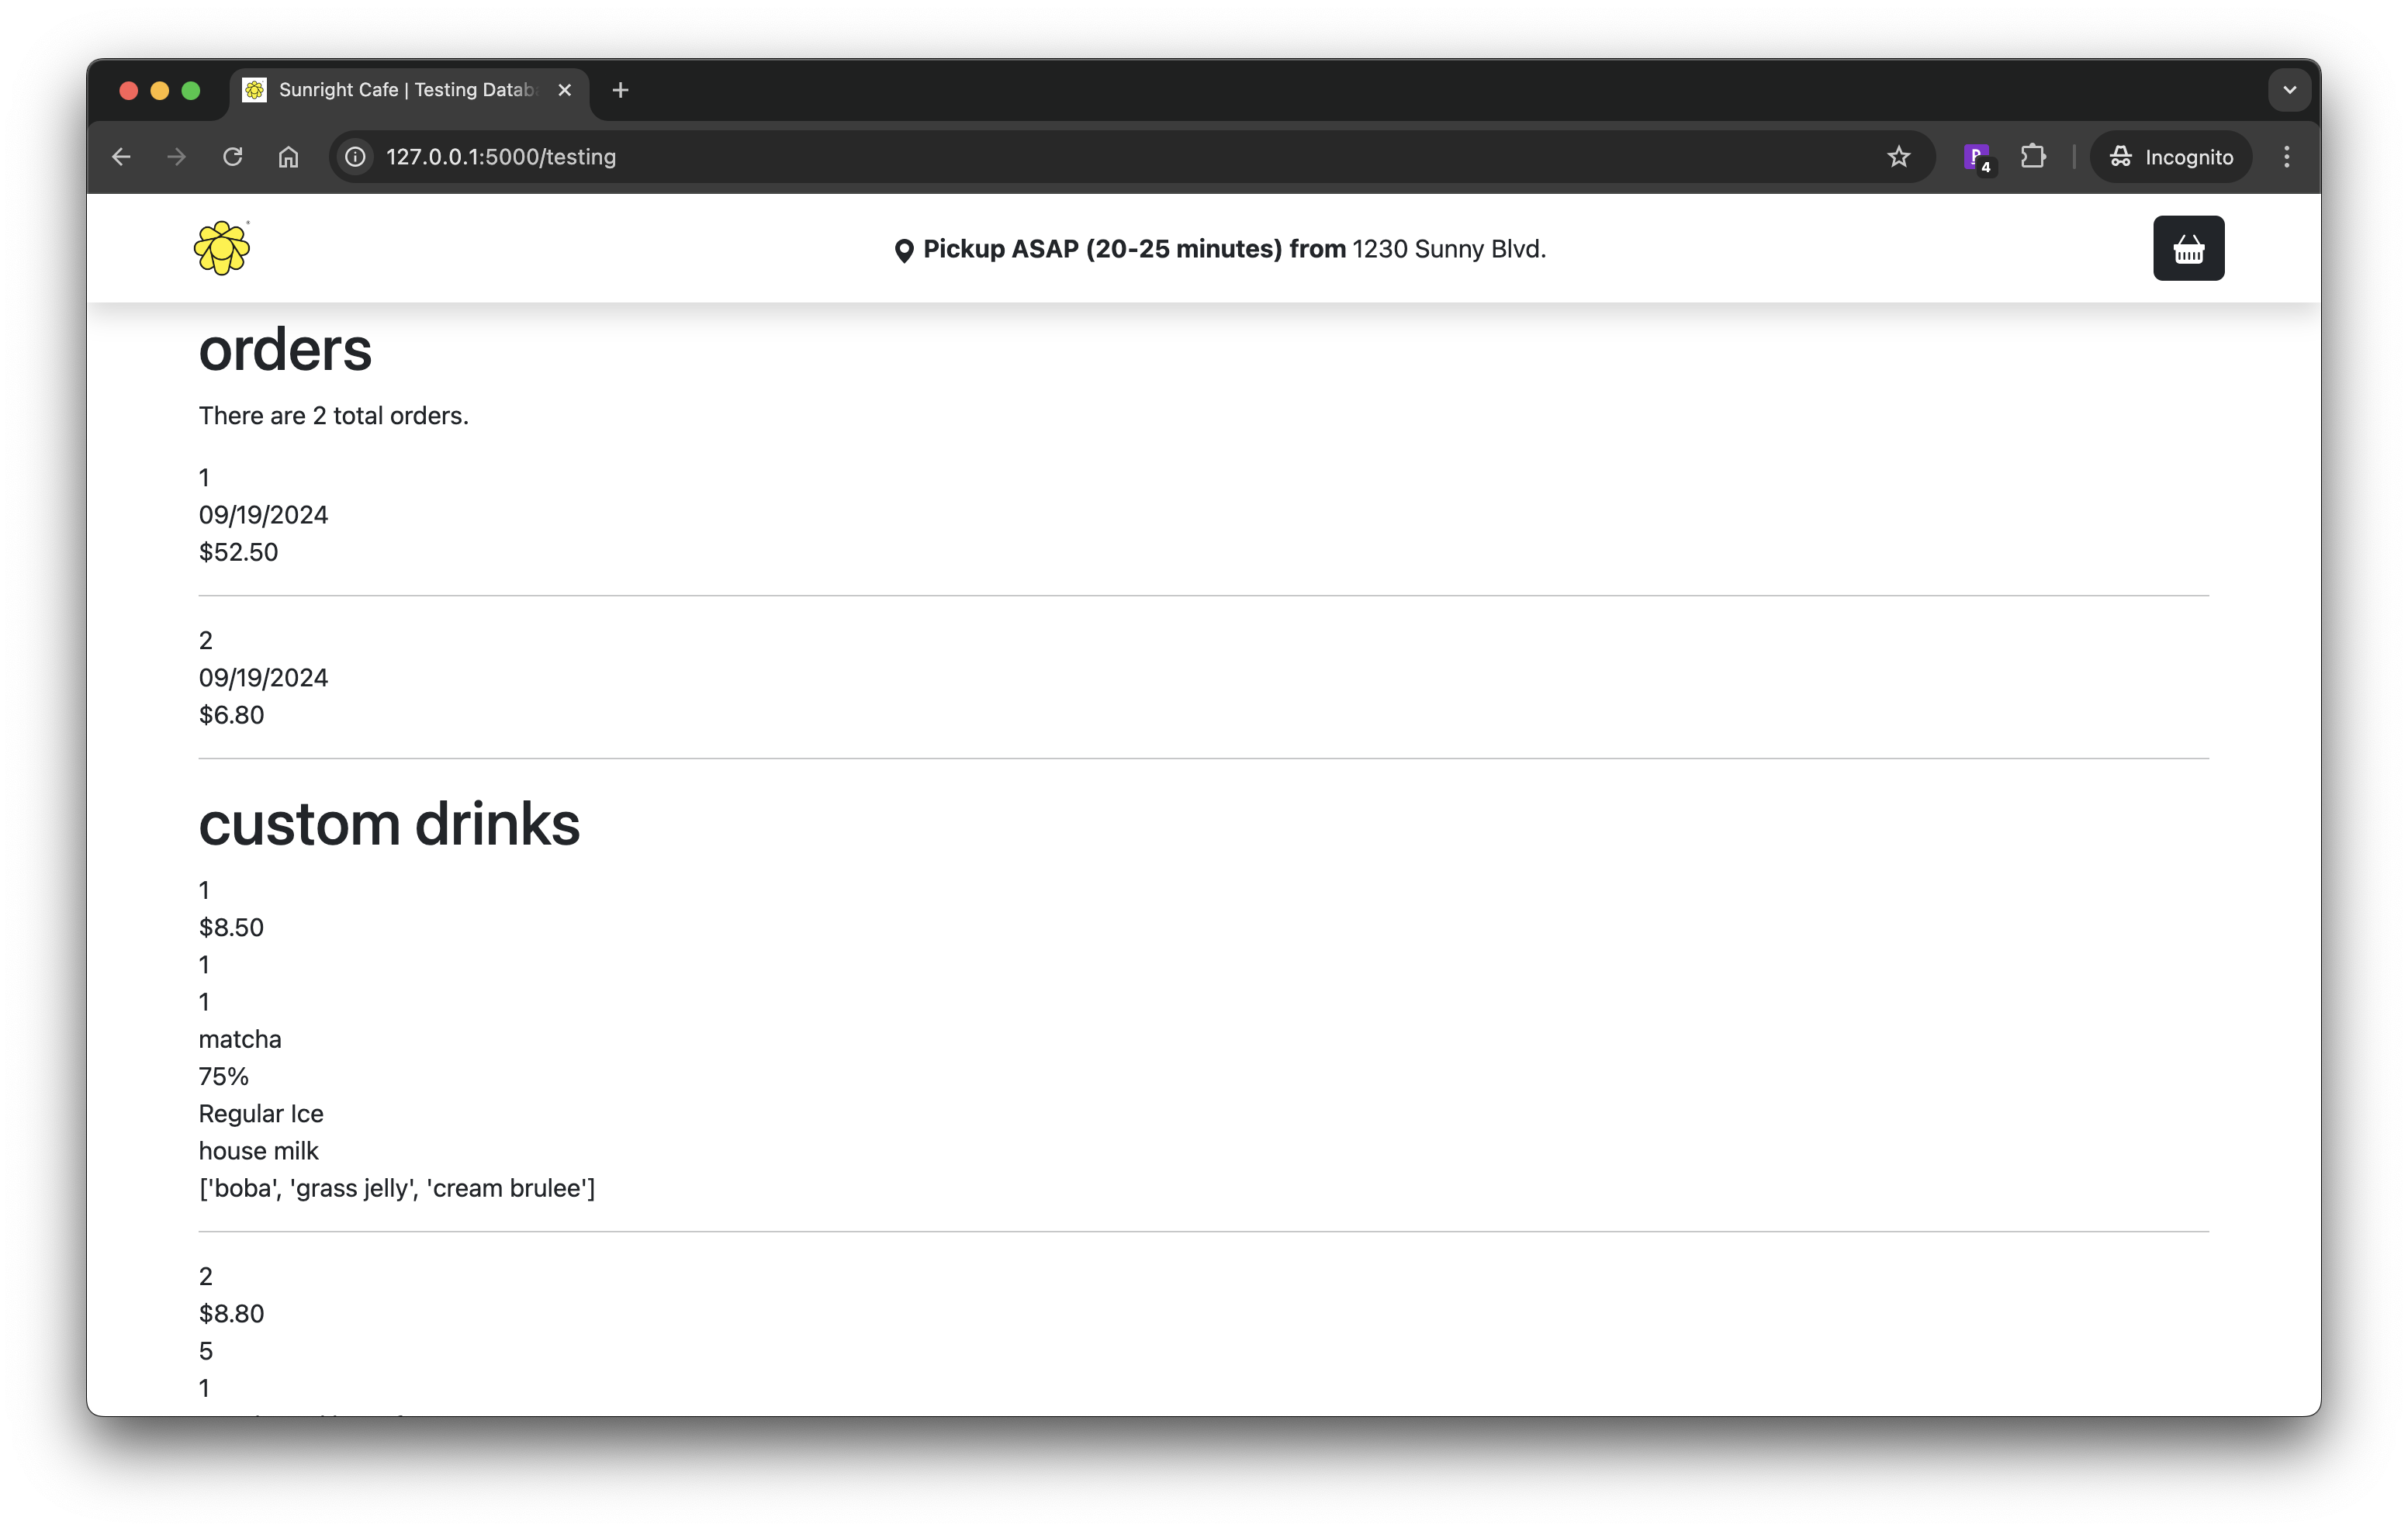 Sunright Cafe | Testing Datab
127.0.0.1:5000/testing
4
Incognito
Pickup ASAP (20-25 minutes) from 1230 Sunny Blvd.
orders
There are 2 total orders.
1
09/19/2024
$52.50
2
09/19/2024
$6.80
custom drinks
1
$8.50
1
1
matcha
75%
Regular Ice
house milk
['boba', 'grass jelly', 'cream brulee']
2
$8.80
5
1